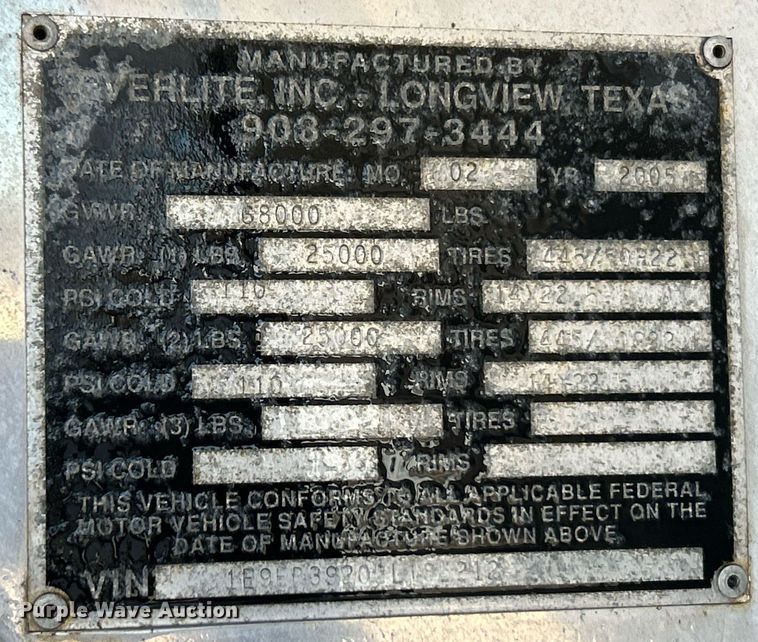 MANUFACTURED BY
VERLITE, INC. - LONGVIEW, TEXAS
903-297-3444
DATE OF MANUFACTURE: MO. 02 YR. 2005
GVWR 68000 LBS.
GAWR (1) LBS. 25000 TIRES
PSI COLD 110 RIMS 14X22.5
GAWR (2) LBS. 25000 TIRES
PSI COLD 110 RIMS
GAWR (3) LBS. TIRES
PSI COLD RIMS
THIS VEHICLE CONFORMS TO ALL APPLICABLE FEDERAL
MOTOR VEHICLE SAFETY STANDARDS IN EFFECT ON THE
DATE OF MANUFACTURE SHOWN ABOVE
VIN
Purple Wave Auction